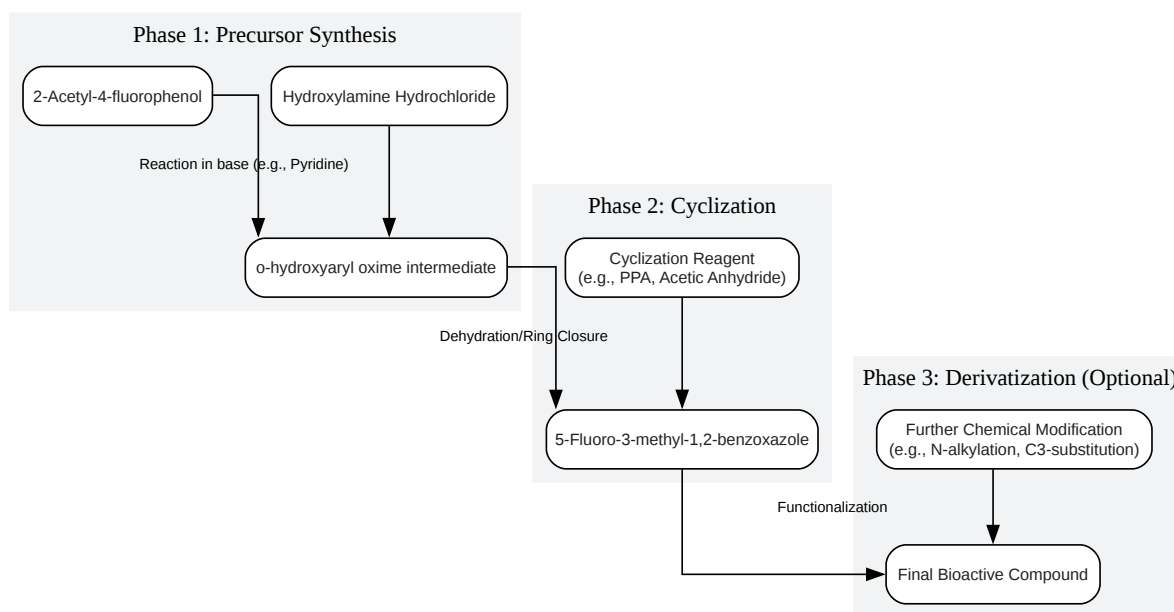 Phase 1: Precursor Synthesis
2-Acetyl-4-fluorophenol
Hydroxylamine Hydrochloride
Reaction in base (e.g., Pyridine)
o-hydroxyaryl oxime intermediate
Phase 2: Cyclization
Cyclization Reagent
(e.g., PPA, Acetic Anhydride)
Dehydration/Ring Closure
5-Fluoro-3-methyl-1,2-benzoxazole
Phase 3: Derivatization (Optional)
Further Chemical Modification
(e.g., N-alkylation, C3-substitution)
Functionalization
Final Bioactive Compound